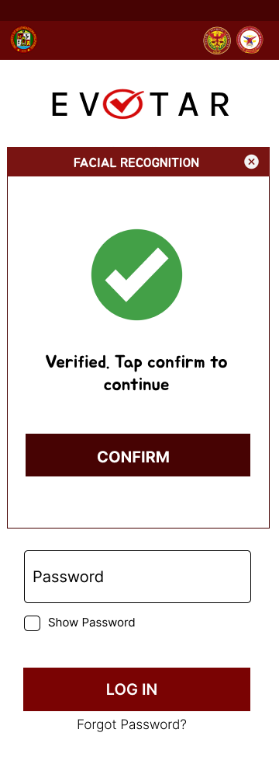 EVOTAR
FACIAL RECOGNITION
Verified. Tap confirm to
continue
CONFIRM
Password
Show Password
LOG IN
Forgot Password?